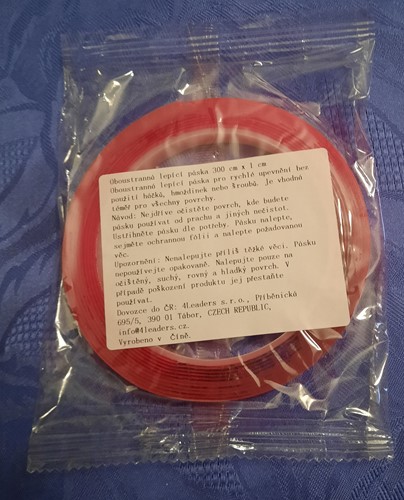 Oboustranná lepící páska 300 cm x 1 cm
Oboustranná lepící páska pro rychlé upevnění bez
použití háčků, hmoždinek nebo šroubů. Je vhodná
téměř pro všechny povrchy.
Návod: Nejdříve očistěte povrch, kde budete
pásku používat od prachu a jiných nečistot.
Ustřihněte pásku dle potřeby. Pásku nalepte,
sejměte ochrannou fólii a nalepte požadovanou
věc.
Upozornění: Nenalepujte příliš těžké věci. Pásku
nepoužívejte opakovaně. Nalepujte pouze na
očištěný, suchý, rovný a hladký povrch. V
případě poškození produktu jej přestaňte
používat.
Dovozce do ČR: 4Leaders s.r.o., Příběnická
695/5, 390 01 Tábor, CZECH REPUBLIC,
info@4leaders.cz.
Vyrobeno v Číně.